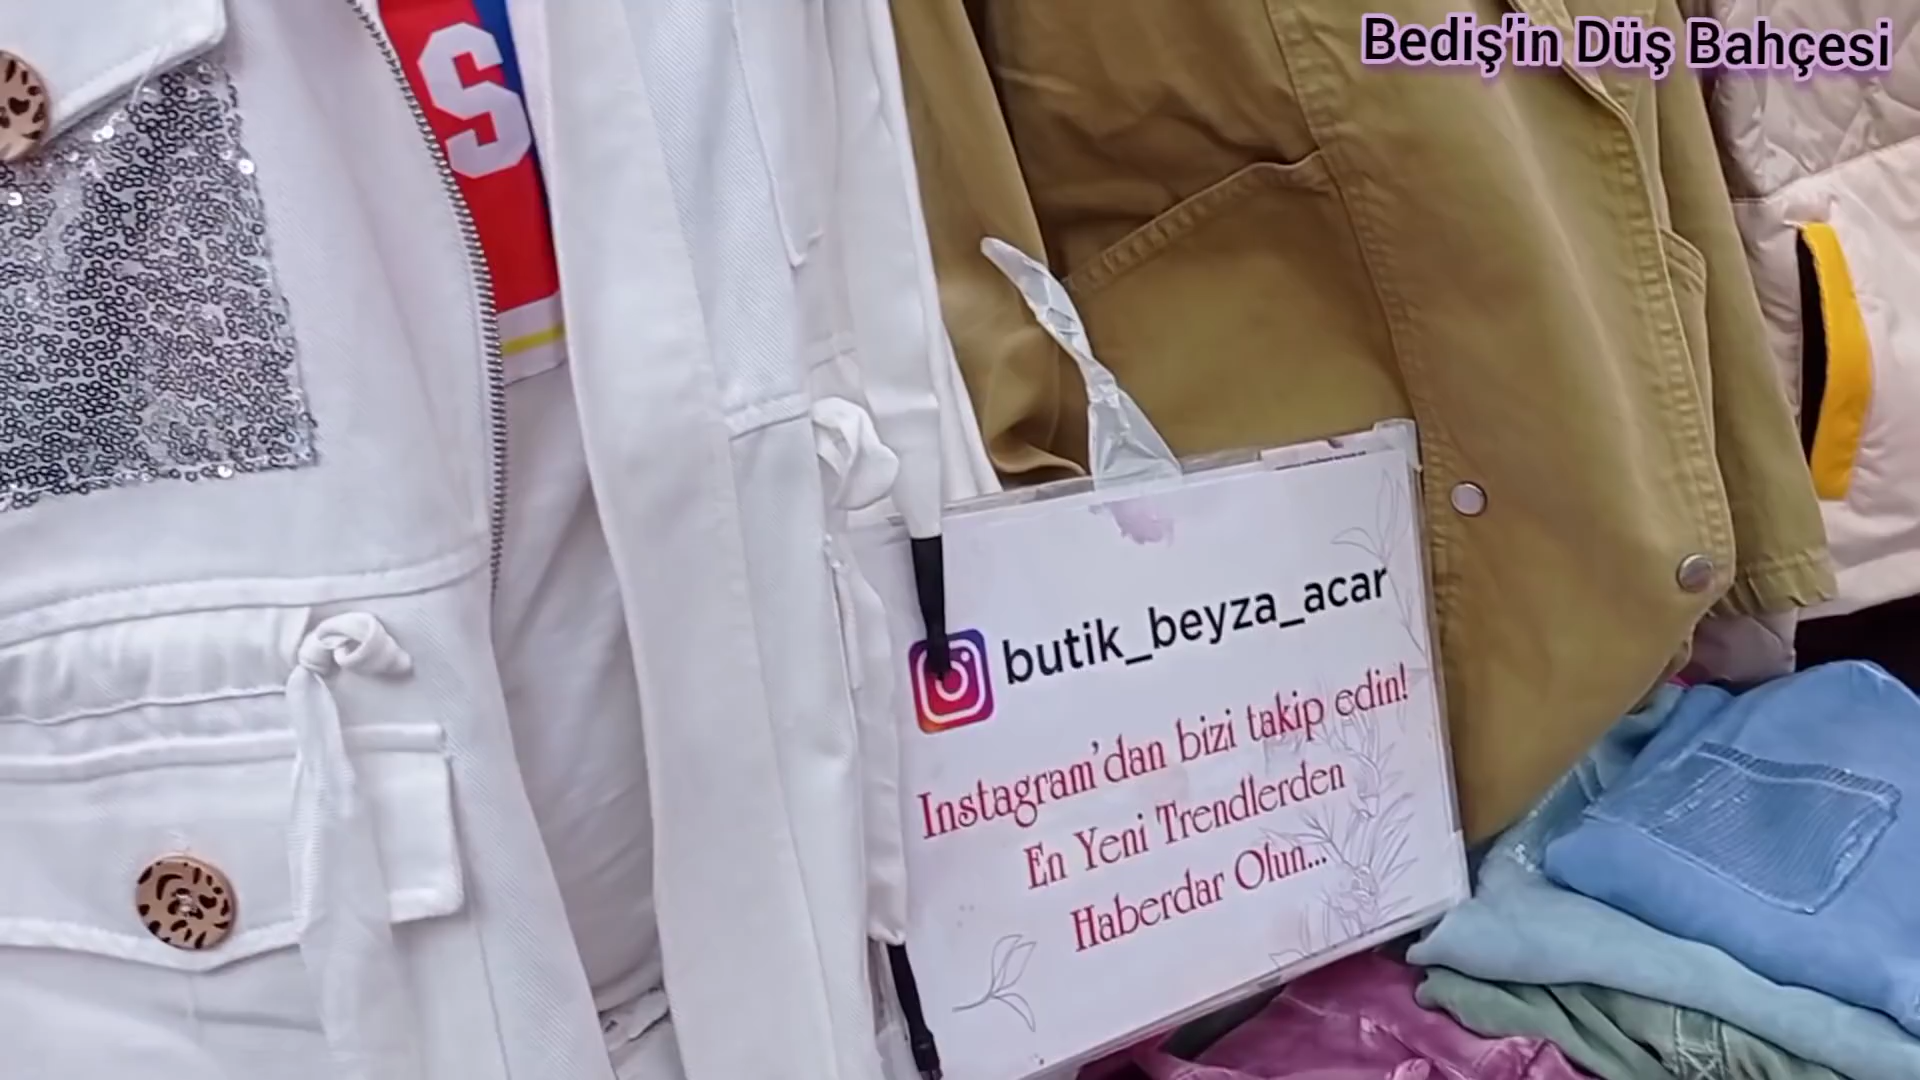 Bediş'in Düş Bahçesi
S
butik_beyza_acar
Instagram'dan bizi takip edin!
En Yeni Trendlerden
Haberdar Olun...